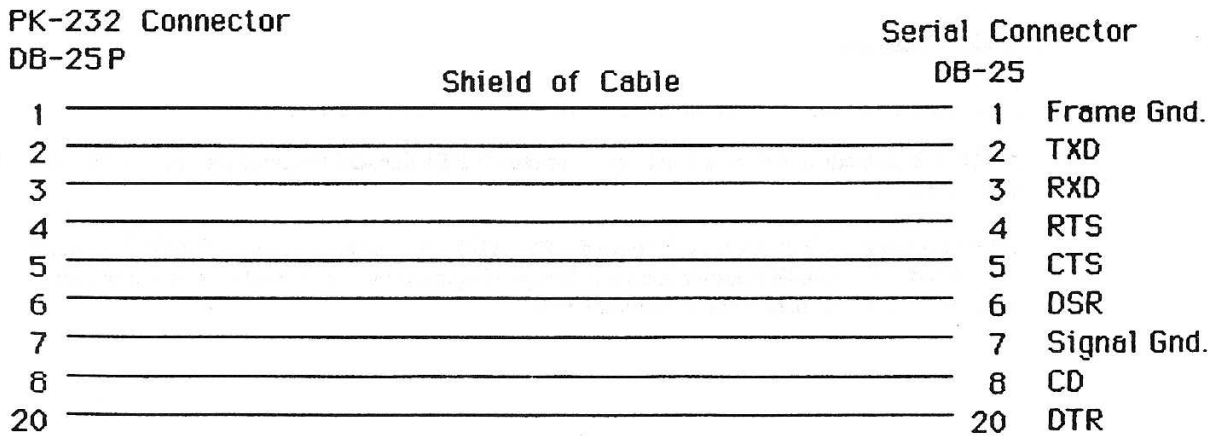 PK-232 Connector
Serial Connector
DB-25P
DB-25
Shield of Cable
1 1 Frame Gnd.
2 2 TXD
3 3 RXD
4 4 RTS
5 5 CTS
6 6 DSR
7 7 Signal Gnd.
8 8 CD
20 20 DTR